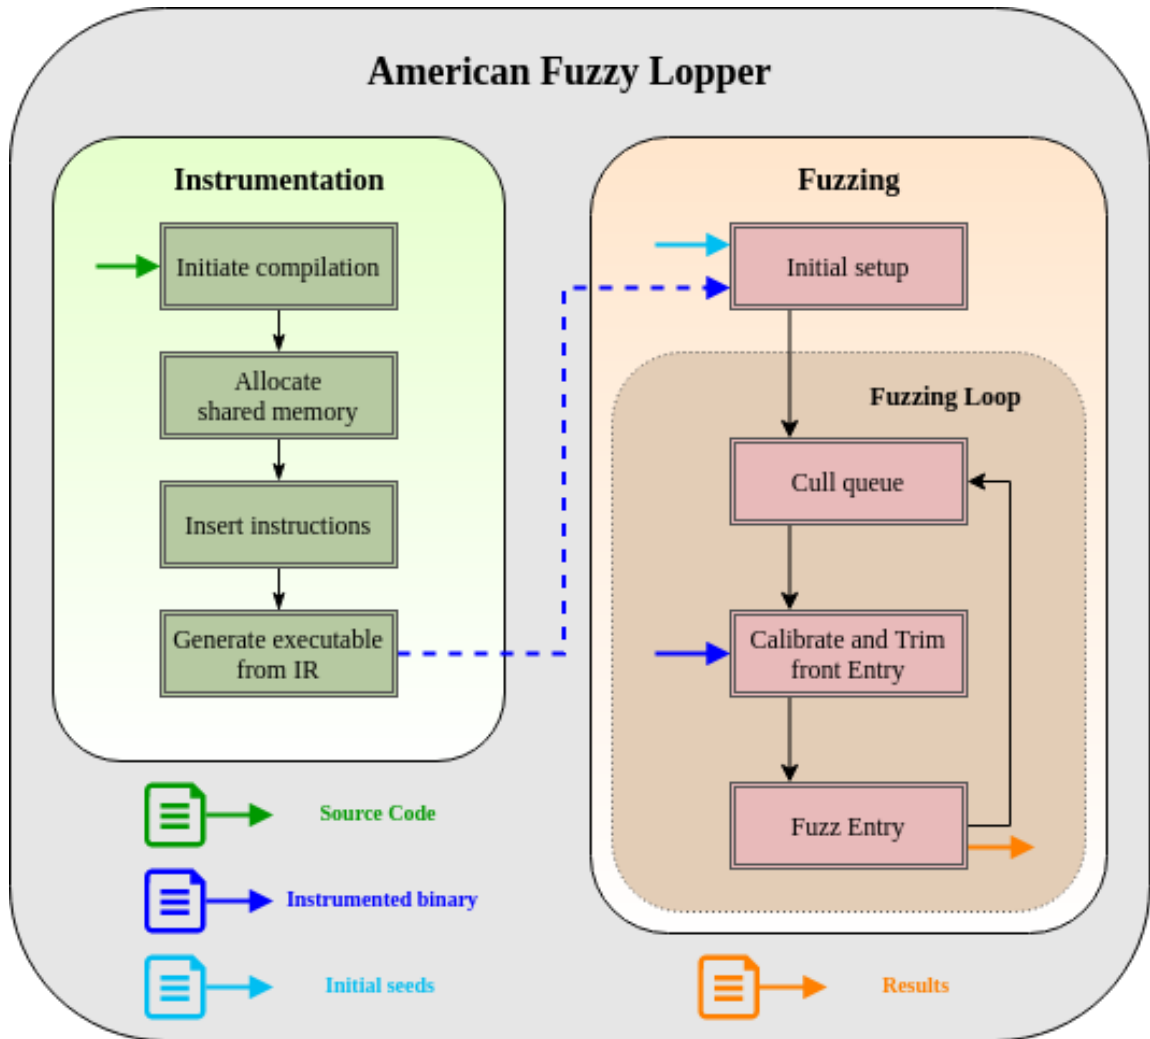 American Fuzzy Lopper
Instrumentation
Initiate compilation
Allocate
shared memory
Insert instructions
Generate executable
from IR
Fuzzing
Initial setup
Fuzzing Loop
Cull queue
Calibrate and Trim
front Entry
Fuzz Entry
Source Code
Instrumented binary
Initial seeds
Results